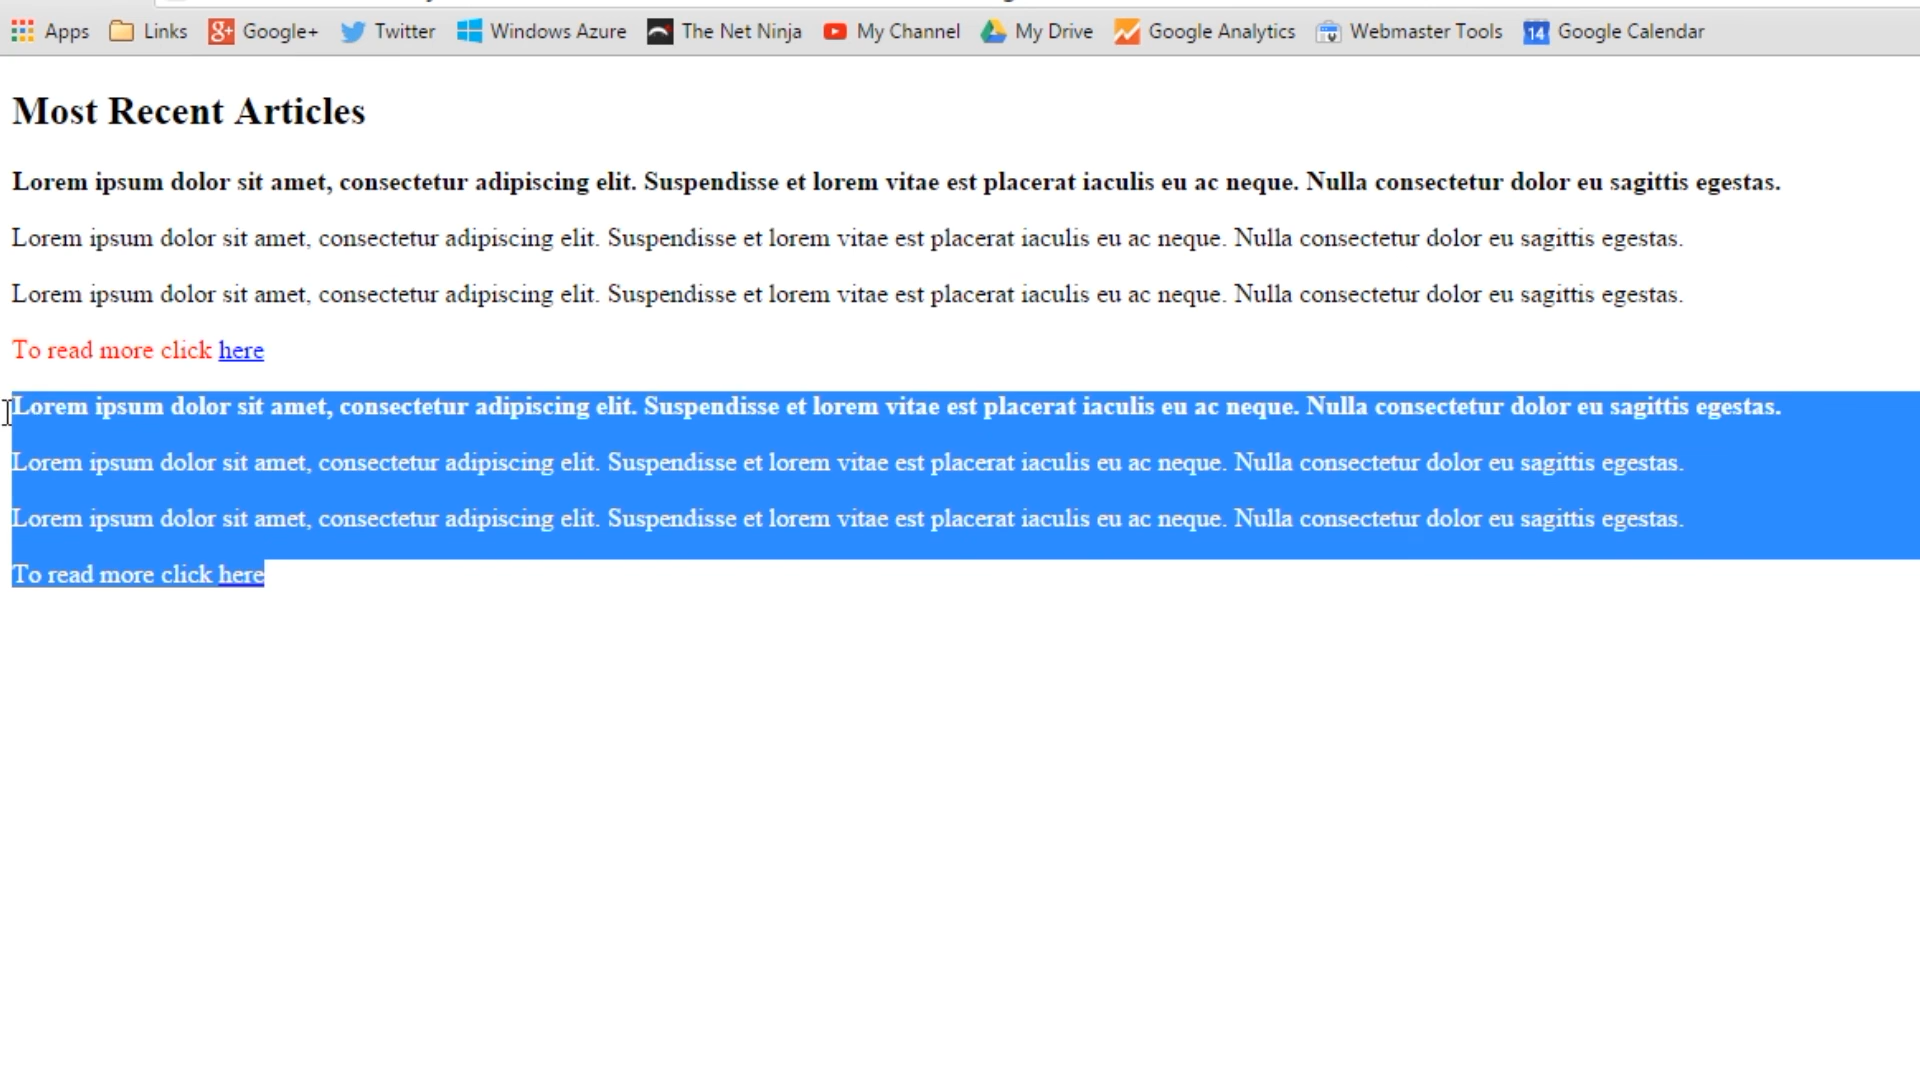 Apps Links Google+ Twitter Windows Azure The Net Ninja My Channel My Drive Google Analytics Webmaster Tools 14 Google Calendar
Most Recent Articles
Lorem ipsum dolor sit amet, consectetur adipiscing elit. Suspendisse et lorem vitae est placerat iaculis eu ac neque. Nulla consectetur dolor eu sagittis egestas.
Lorem ipsum dolor sit amet, consectetur adipiscing elit. Suspendisse et lorem vitae est placerat iaculis eu ac neque. Nulla consectetur dolor eu sagittis egestas.
Lorem ipsum dolor sit amet, consectetur adipiscing elit. Suspendisse et lorem vitae est placerat iaculis eu ac neque. Nulla consectetur dolor eu sagittis egestas.
To read more click here
Lorem ipsum dolor sit amet, consectetur adipiscing elit. Suspendisse et lorem vitae est placerat iaculis eu ac neque. Nulla consectetur dolor eu sagittis egestas.
Lorem ipsum dolor sit amet, consectetur adipiscing elit. Suspendisse et lorem vitae est placerat iaculis eu ac neque. Nulla consectetur dolor eu sagittis egestas.
Lorem ipsum dolor sit amet, consectetur adipiscing elit. Suspendisse et lorem vitae est placerat iaculis eu ac neque. Nulla consectetur dolor eu sagittis egestas.
To read more click here